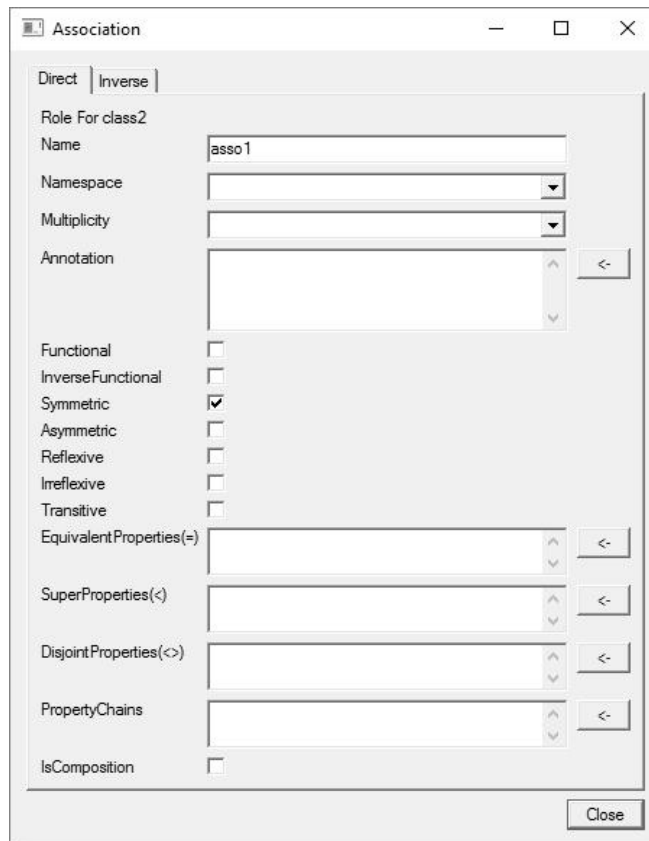 Association
Direct
Inverse
Role For class2
Name
asso1
Namespace
Multiplicity
Annotation
<-
Functional
InverseFunctional
Symmetric
Asymmetric
Reflexive
Irreflexive
Transitive
EquivalentProperties(=)
<-
SuperProperties(<)
<-
DisjointProperties(<>)
<-
PropertyChains
<-
IsComposition
Close